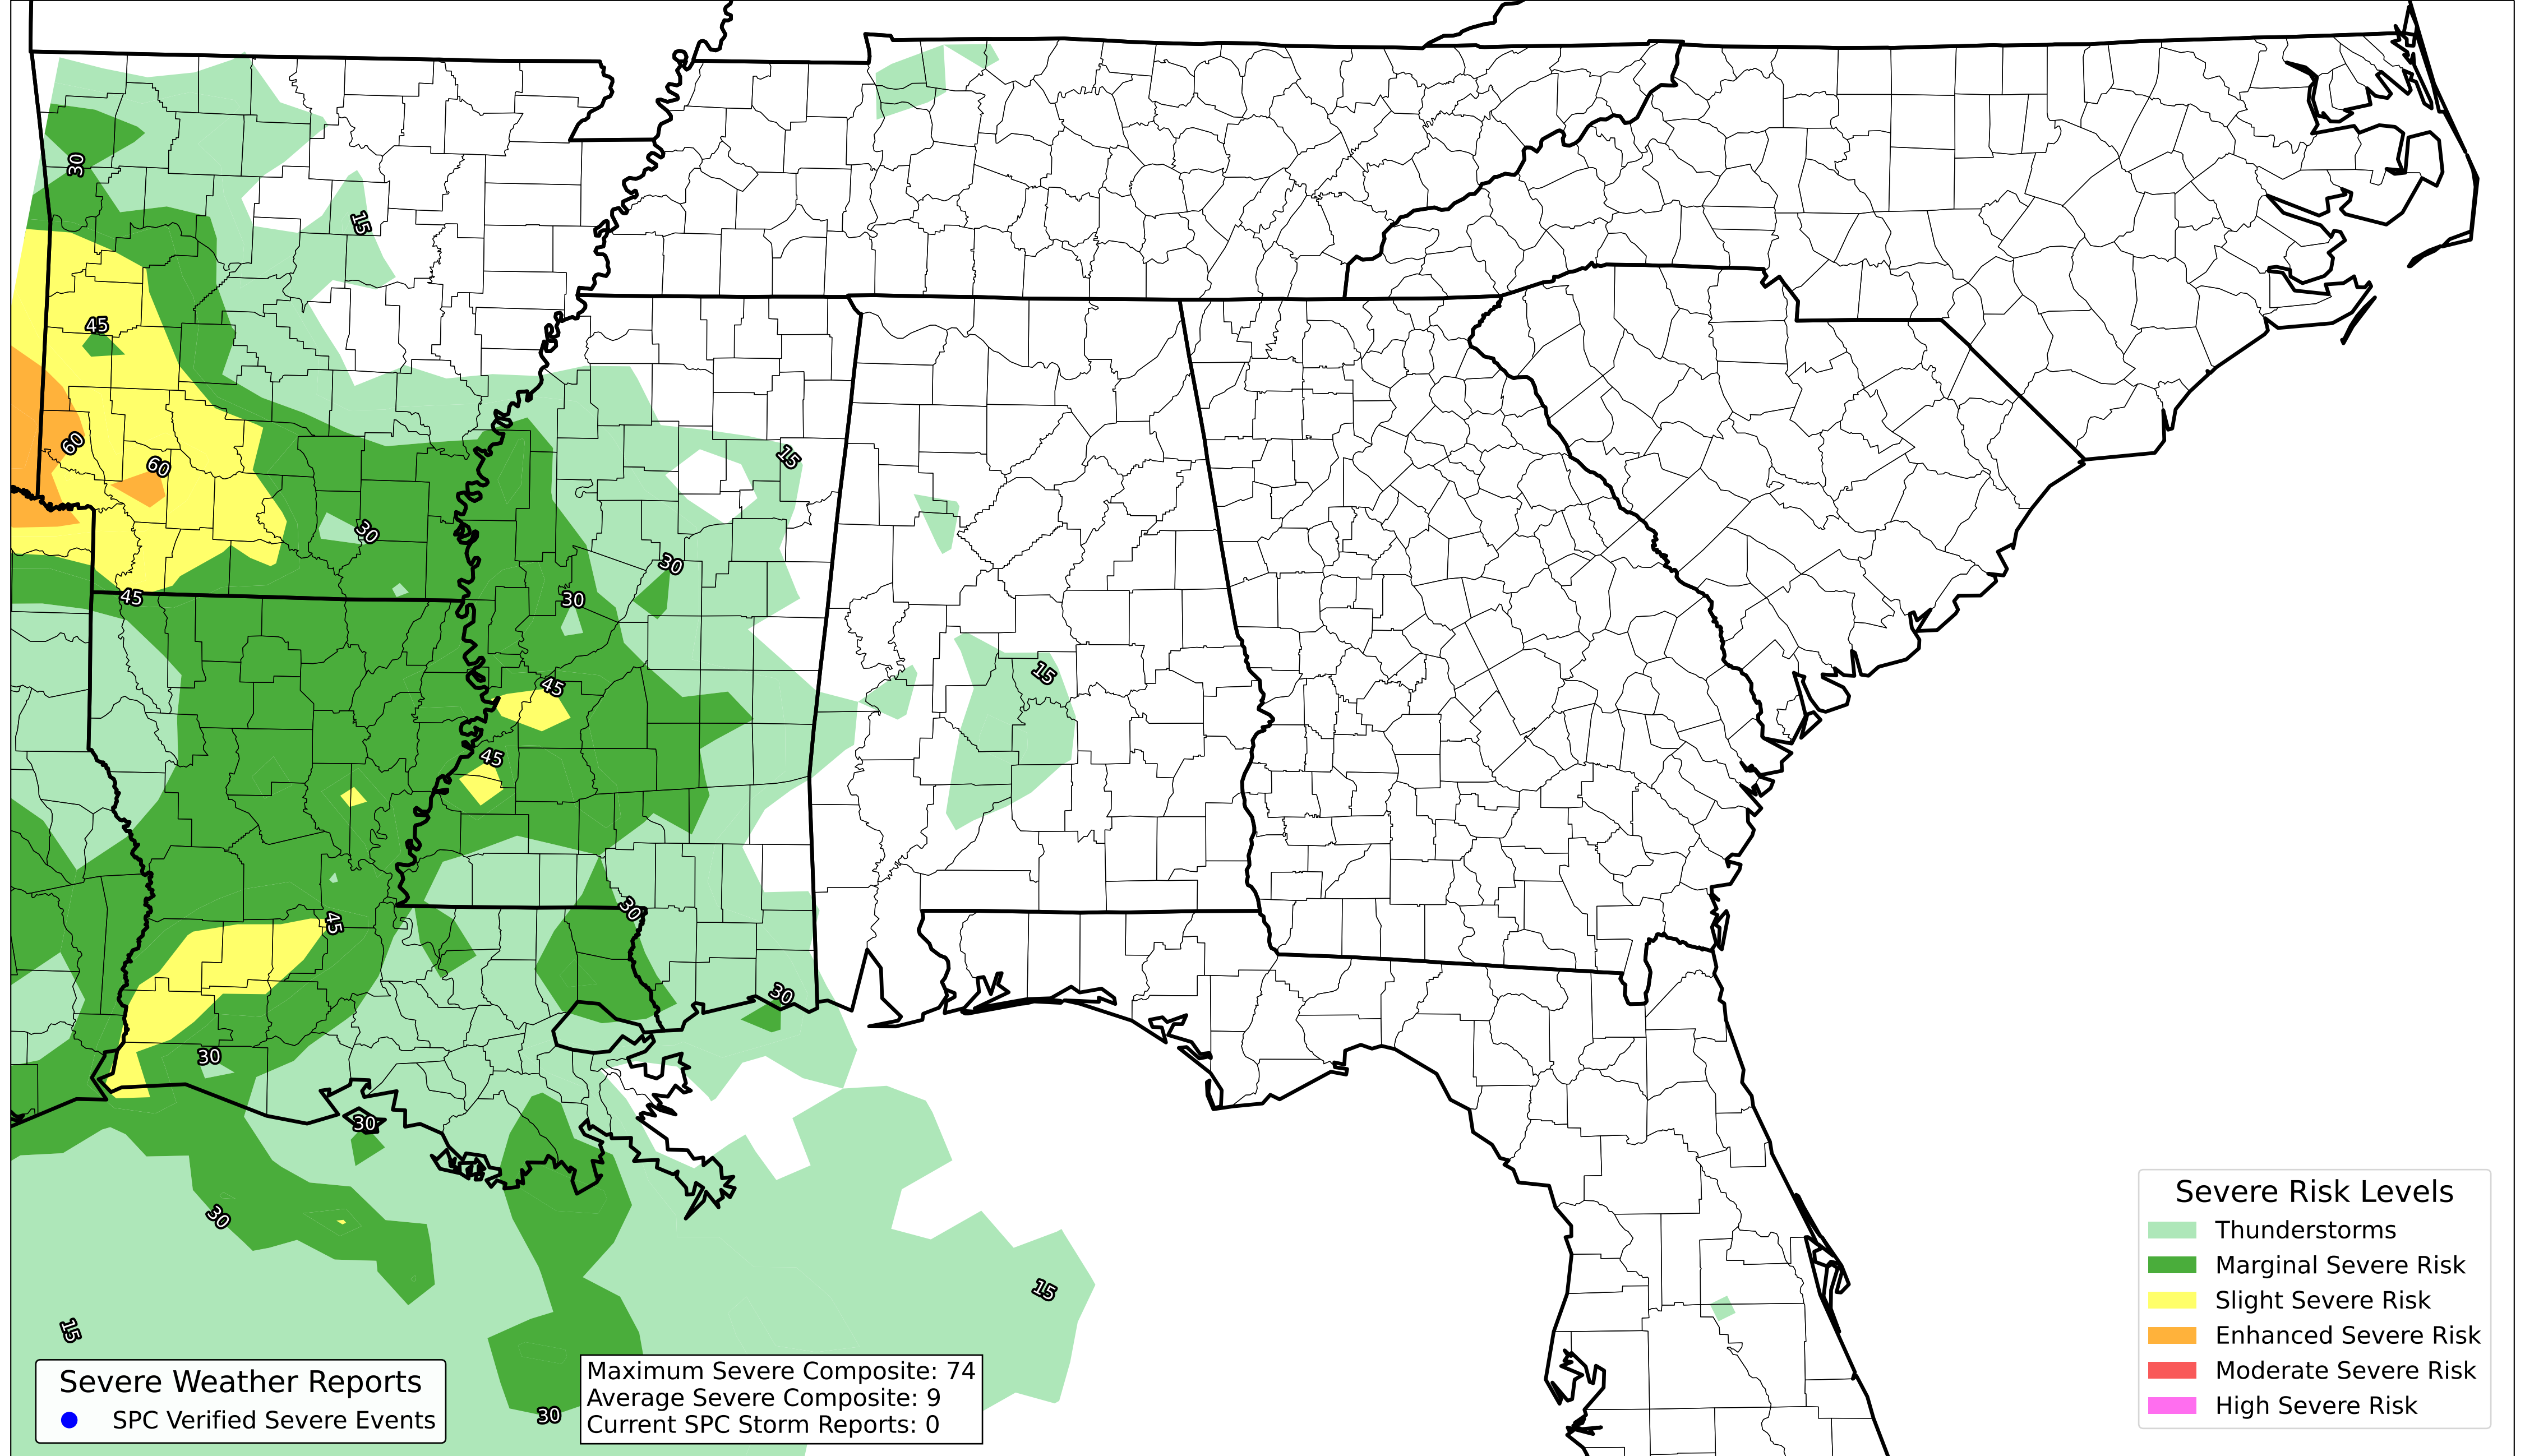 30
15
45
15
60
60
30
30
30
45
45
45
30
45
15
30
30
30
30
15
15
30
Severe Risk Levels
Thunderstorms
Marginal Severe Risk
Slight Severe Risk
Enhanced Severe Risk
Moderate Severe Risk
High Severe Risk
Severe Weather Reports
SPC Verified Severe Events
Maximum Severe Composite: 74
Average Severe Composite: 9
Current SPC Storm Reports: 0